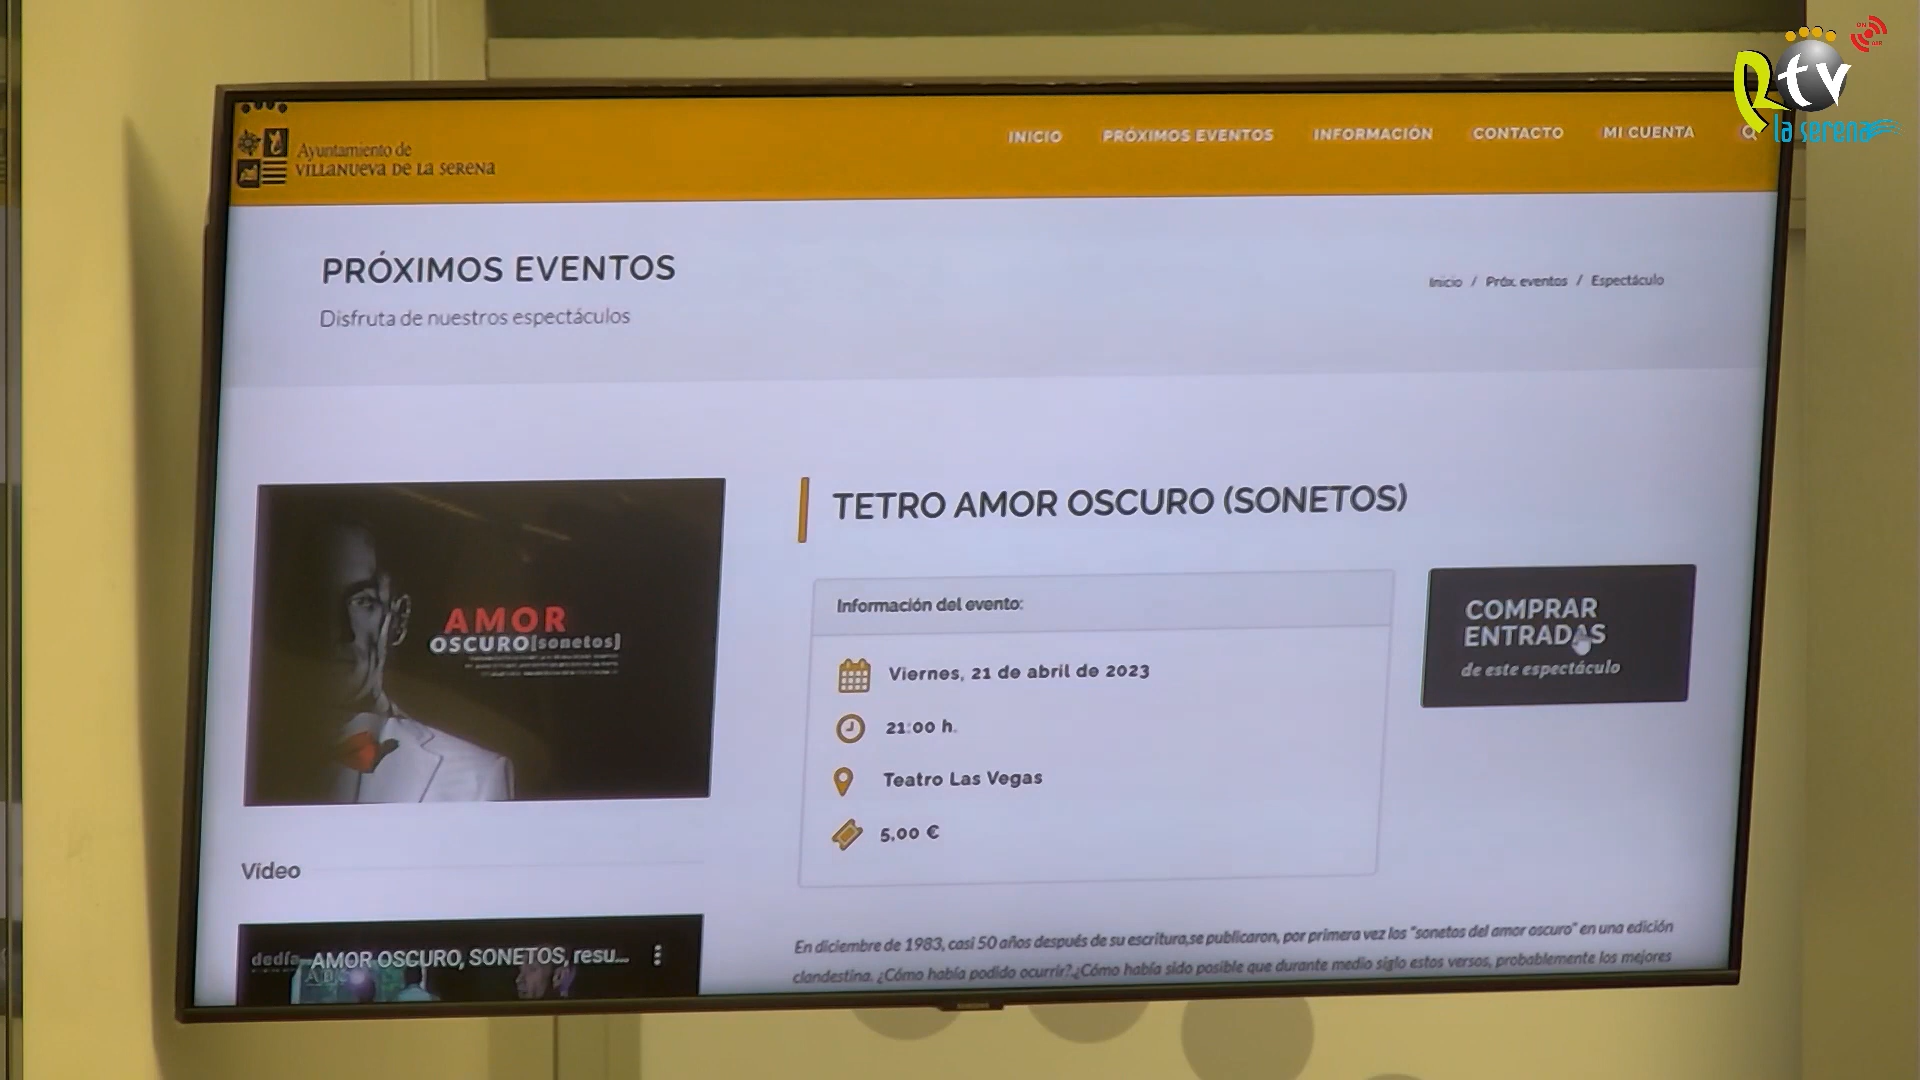 Rtv
la serena
Ayuntamiento de
VILLANUEVA DE LA SERENA
INICIO
PRÓXIMOS EVENTOS
INFORMACIÓN
CONTACTO
MI CUENTA
PRÓXIMOS EVENTOS
Disfruta de nuestros espectáculos
Inicio / Próx. eventos / Espectáculo
AMOR
OSCURO[sonetos]
TETRO AMOR OSCURO (SONETOS)
Información del evento:
Viernes, 21 de abril de 2023
21:00 h.
Teatro Las Vegas
5,00 €
COMPRAR
ENTRADAS
de este espectáculo
Vídeo
AMOR OSCURO, SONETOS, resu...
En diciembre de 1983, casi 50 años después de su escritura,se publicaron, por primera vez los "sonetos del amor oscuro" en una edición
clandestina. ¿Cómo había podido ocurrir?,¿Cómo había sido posible que durante medio siglo estos versos, probablemente los mejores